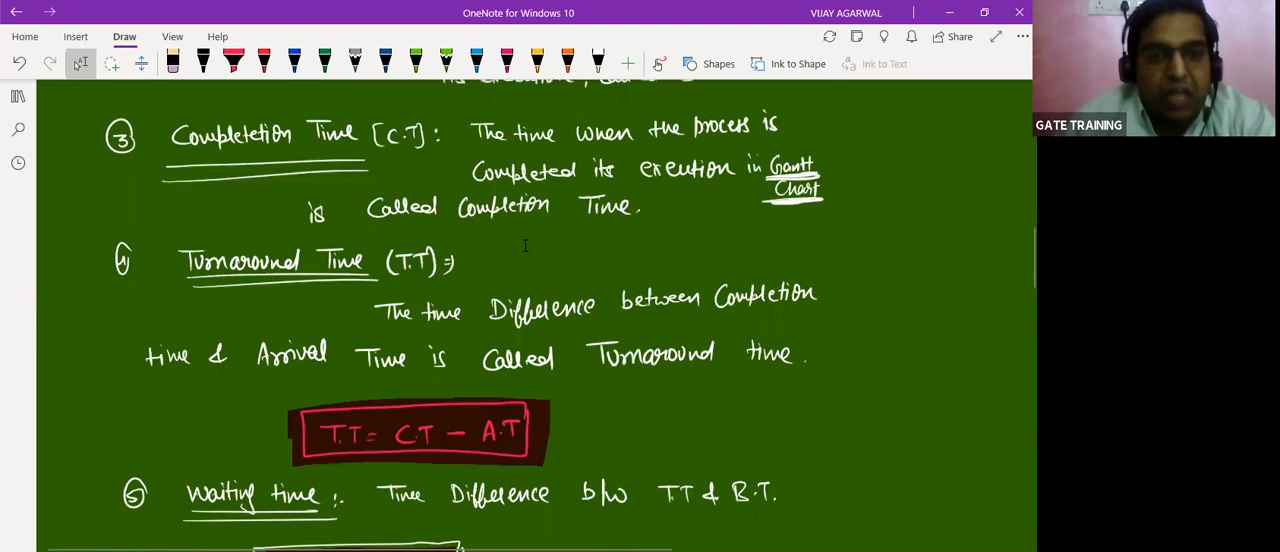 OneNote for Windows 10
VIJAY AGARWAL
Home Insert Draw View Help
Share
Shapes Ink to Shape Ink to Text
GATE TRAINING
its execution,
③ Completetion Time [C.T]: The time when the process is
Completed its exerution in Gantt
Chart
is Called Completion Time.
④ Turnaround Time (T.T) ⇒
The time Difference between Completion
time & Arrival Time is Called Turnaround time.
T.T = C.T - A.T
⑤ Waiting time :- Time Difference b/w TT & B.T.